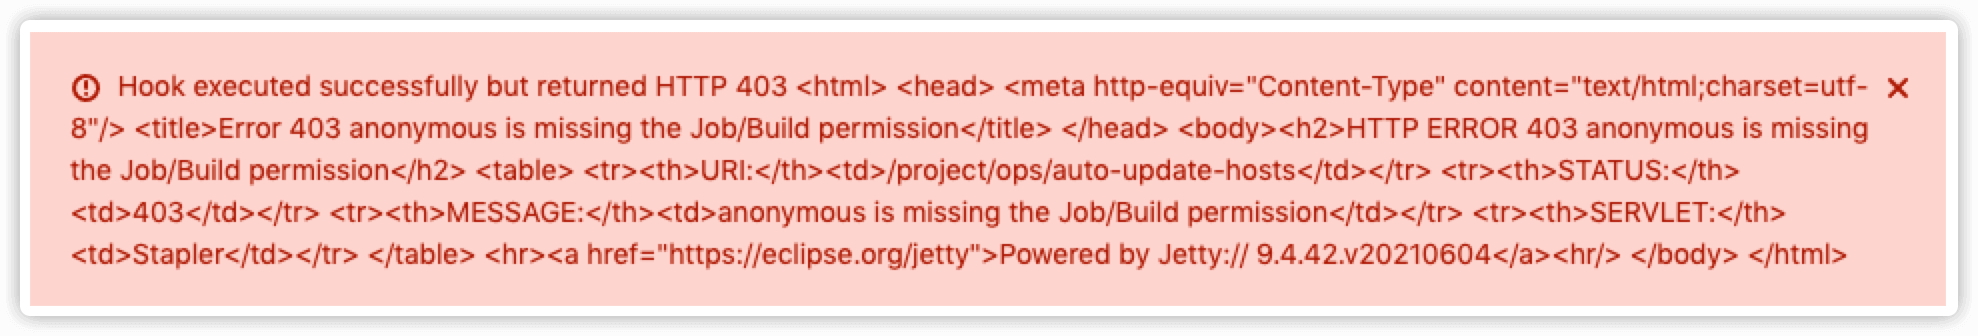 Hook executed successfully but returned HTTP 403 <html> <head> <meta http-equiv="Content-Type" content="text/html;charset=utf-
8"/> <title>Error 403 anonymous is missing the Job/Build permission</title> </head> <body><h2>HTTP ERROR 403 anonymous is missing
the Job/Build permission</h2> <table> <tr><th>URI:</th><td>/project/ops/auto-update-hosts</td></tr> <tr><th>STATUS:</th>
<td>403</td></tr> <tr><th>MESSAGE:</th><td>anonymous is missing the Job/Build permission</td></tr> <tr><th>SERVLET:</th>
<td>Stapler</td></tr> </table> <hr><a href="https://eclipse.org/jetty">Powered by Jetty:// 9.4.42.v20210604</a><hr/> </body> </html>